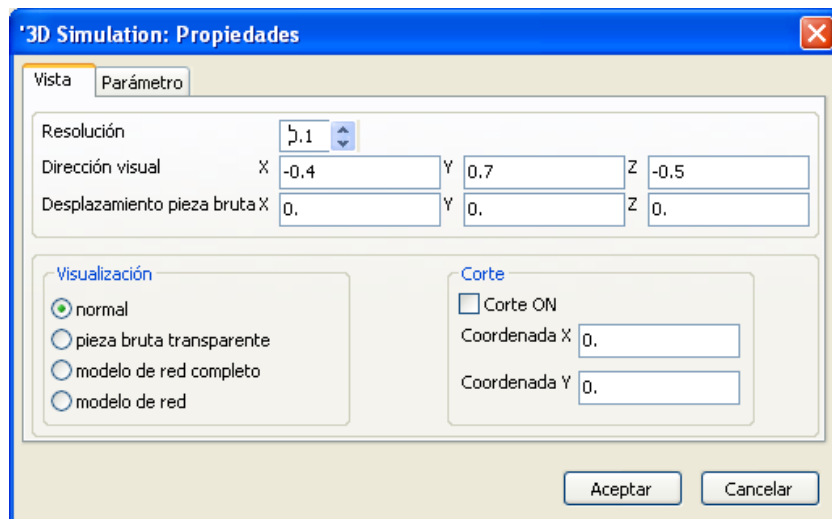 '3D Simulation: Propiedades
Vista Parámetro
Resolución .1
Dirección visual X -0.4 Y 0.7 Z -0.5
Desplazamiento pieza bruta X 0. Y 0. Z 0.
Visualización
normal
pieza bruta transparente
modelo de red completo
modelo de red
Corte
Corte ON
Coordenada X 0.
Coordenada Y 0.
Aceptar Cancelar